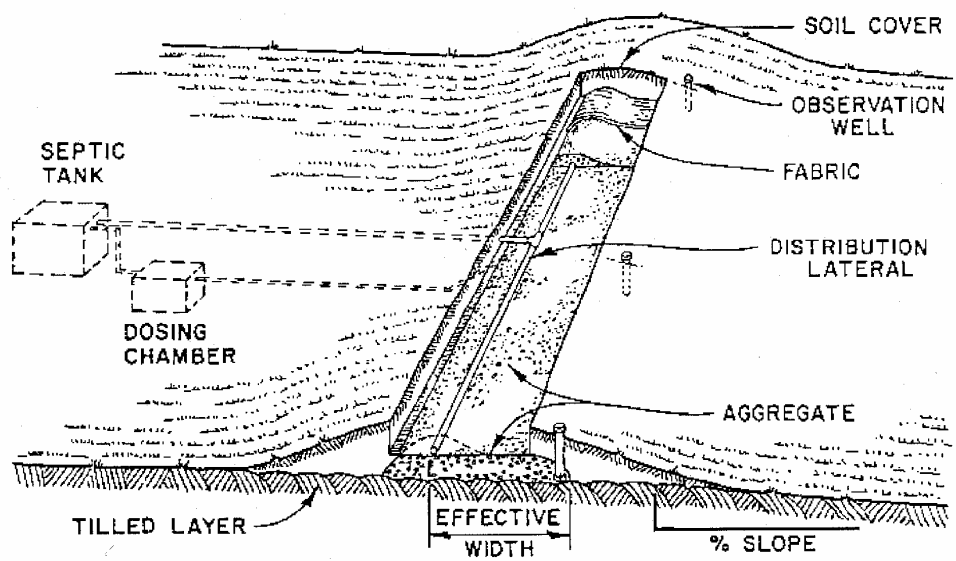 SOIL COVER
OBSERVATION
WELL
FABRIC
SEPTIC
TANK
DISTRIBUTION
LATERAL
DOSING
CHAMBER
AGGREGATE
TILLED LAYER
EFFECTIVE
WIDTH
% SLOPE